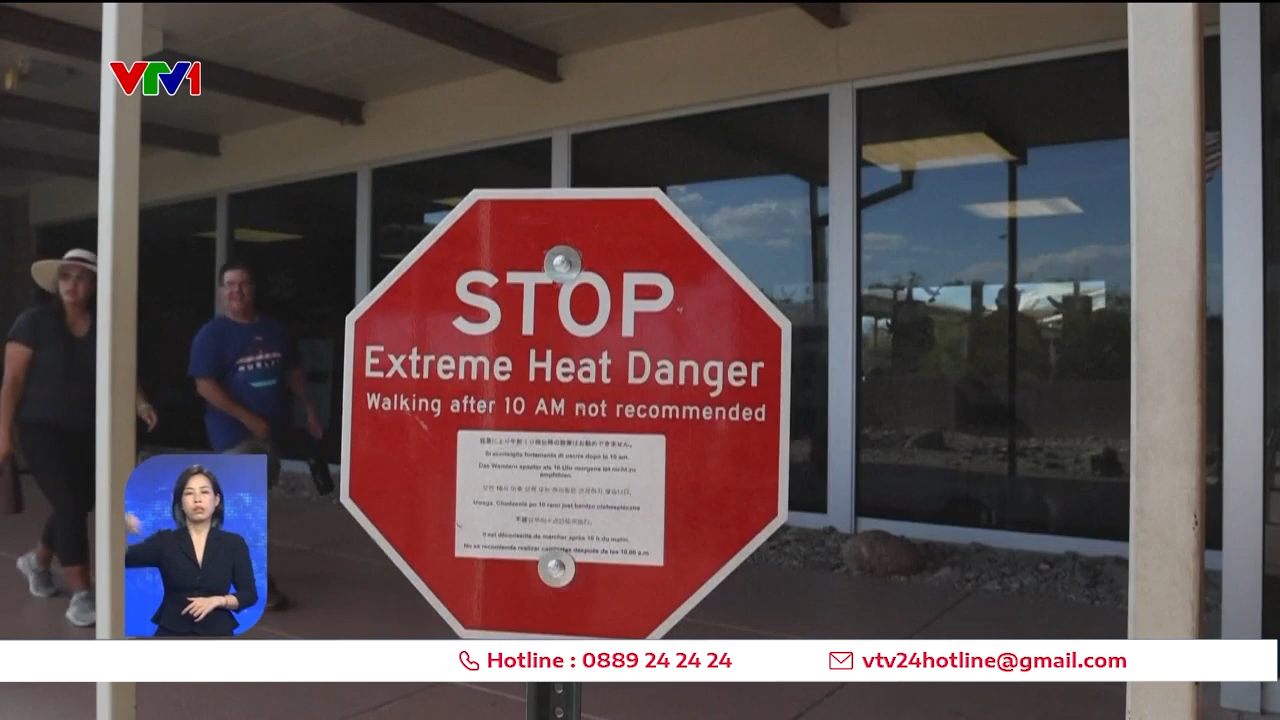 VTV1
STOP
Extreme Heat Danger
Walking after 10 AM not recommended
Si sconsiglia fortemente di uscire dopo le 10 am.
Das Wandern spaeter als 10 Uhr morgens ist nicht zu
empfehlen.
Il est déconseillé de marcher après 10 h du matin.
No se recomienda realizar caminatas después de las 10.00 a.m
Hotline : 0889 24 24 24
vtv24hotline@gmail.com